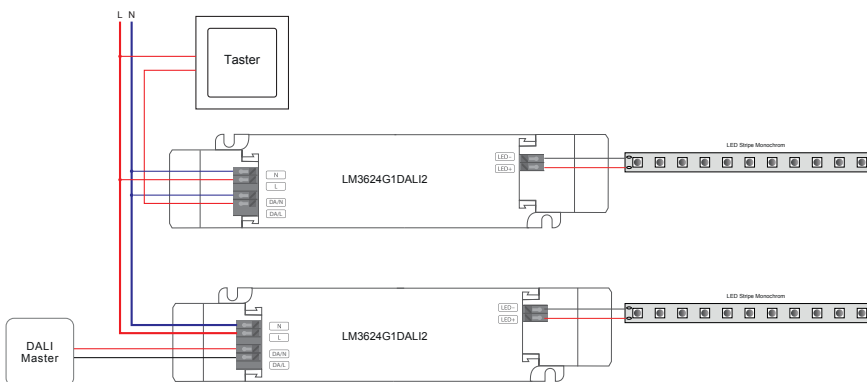 L N
Taster
LED Stripe Monochrom
LED-
LED+
N
L
DA/N
DA/L
LM3624G1DALI2
LED Stripe Monochrom
LED-
LED+
N
L
DA/N
DA/L
LM3624G1DALI2
DALI
Master